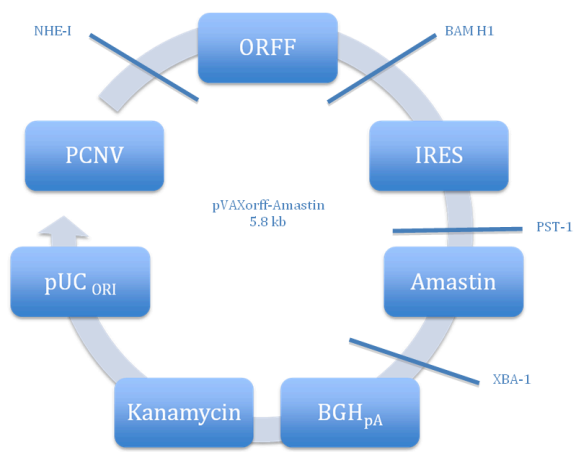 NHE-I
ORFF
BAM H1
PCNV
IRES
pVAXorff-Amastin
5.8 kb
PST-1
pUC ORI
Amastin
XBA-1
Kanamycin
BGHpA